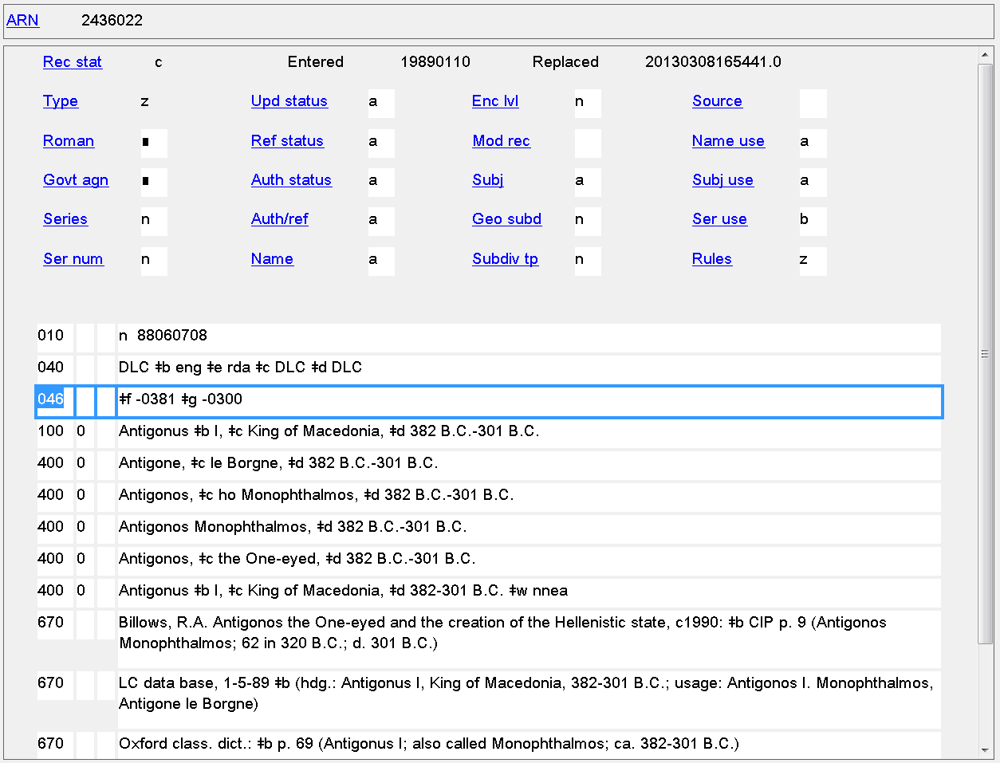 ARN 2436022
Rec stat c Entered 19890110 Replaced 20130308165441.0
Type z Upd status a Enc lvl n Source
Roman ∎ Ref status a Mod rec Name use a
Govt agn ∎ Auth status a Subj a Subj use a
Series n Auth/ref a Geo subd n Ser use b
Ser num n Name a Subdiv tp n Rules z
010 n 88060708
040 DLC ‡b eng ‡e rda ‡c DLC ‡d DLC
046 ‡f -0381 ‡g -0300
100 0 Antigonus ‡b I, ‡c King of Macedonia, ‡d 382 B.C.-301 B.C.
400 0 Antigone, ‡c le Borgne, ‡d 382 B.C.-301 B.C.
400 0 Antigonos, ‡c ho Monophthalmos, ‡d 382 B.C.-301 B.C.
400 0 Antigonos Monophthalmos, ‡d 382 B.C.-301 B.C.
400 0 Antigonos, ‡c the One-eyed, ‡d 382 B.C.-301 B.C.
400 0 Antigonus ‡b I, ‡c King of Macedonia, ‡d 382-301 B.C. ‡w nnea
670 Billows, R.A. Antigonos the One-eyed and the creation of the Hellenistic state, c1990: ‡b CIP p. 9 (Antigonos
Monophthalmos; 62 in 320 B.C.; d. 301 B.C.)
670 LC data base, 1-5-89 ‡b (hdg.: Antigonus I, King of Macedonia, 382-301 B.C.; usage: Antigonos I. Monophthalmos,
Antigone le Borgne)
670 Oxford class. dict.: ‡b p. 69 (Antigonus I; also called Monophthalmos; ca. 382-301 B.C.)